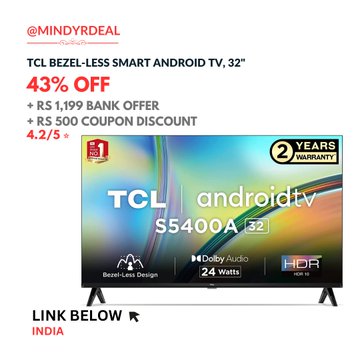 @MINDYRDEAL
TCL BEZEL-LESS SMART ANDROID TV, 32"
43% OFF
+ RS 1,199 BANK OFFER
+ RS 500 COUPON DISCOUNT
4.2/5 ⭐
2 YEARS
WARRANTY
NO 1
TCL androidtv
S5400A 32
Bezel-Less Design
Dolby Audio
24 Watts
HDR
HDR 10
LINK BELOW
INDIA